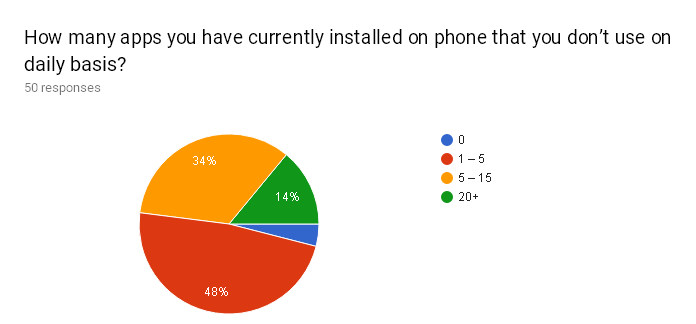 How many apps you have currently installed on phone that you don’t use on
daily basis?
50 responses
34%
14%
48%
0
1 – 5
5 – 15
20+